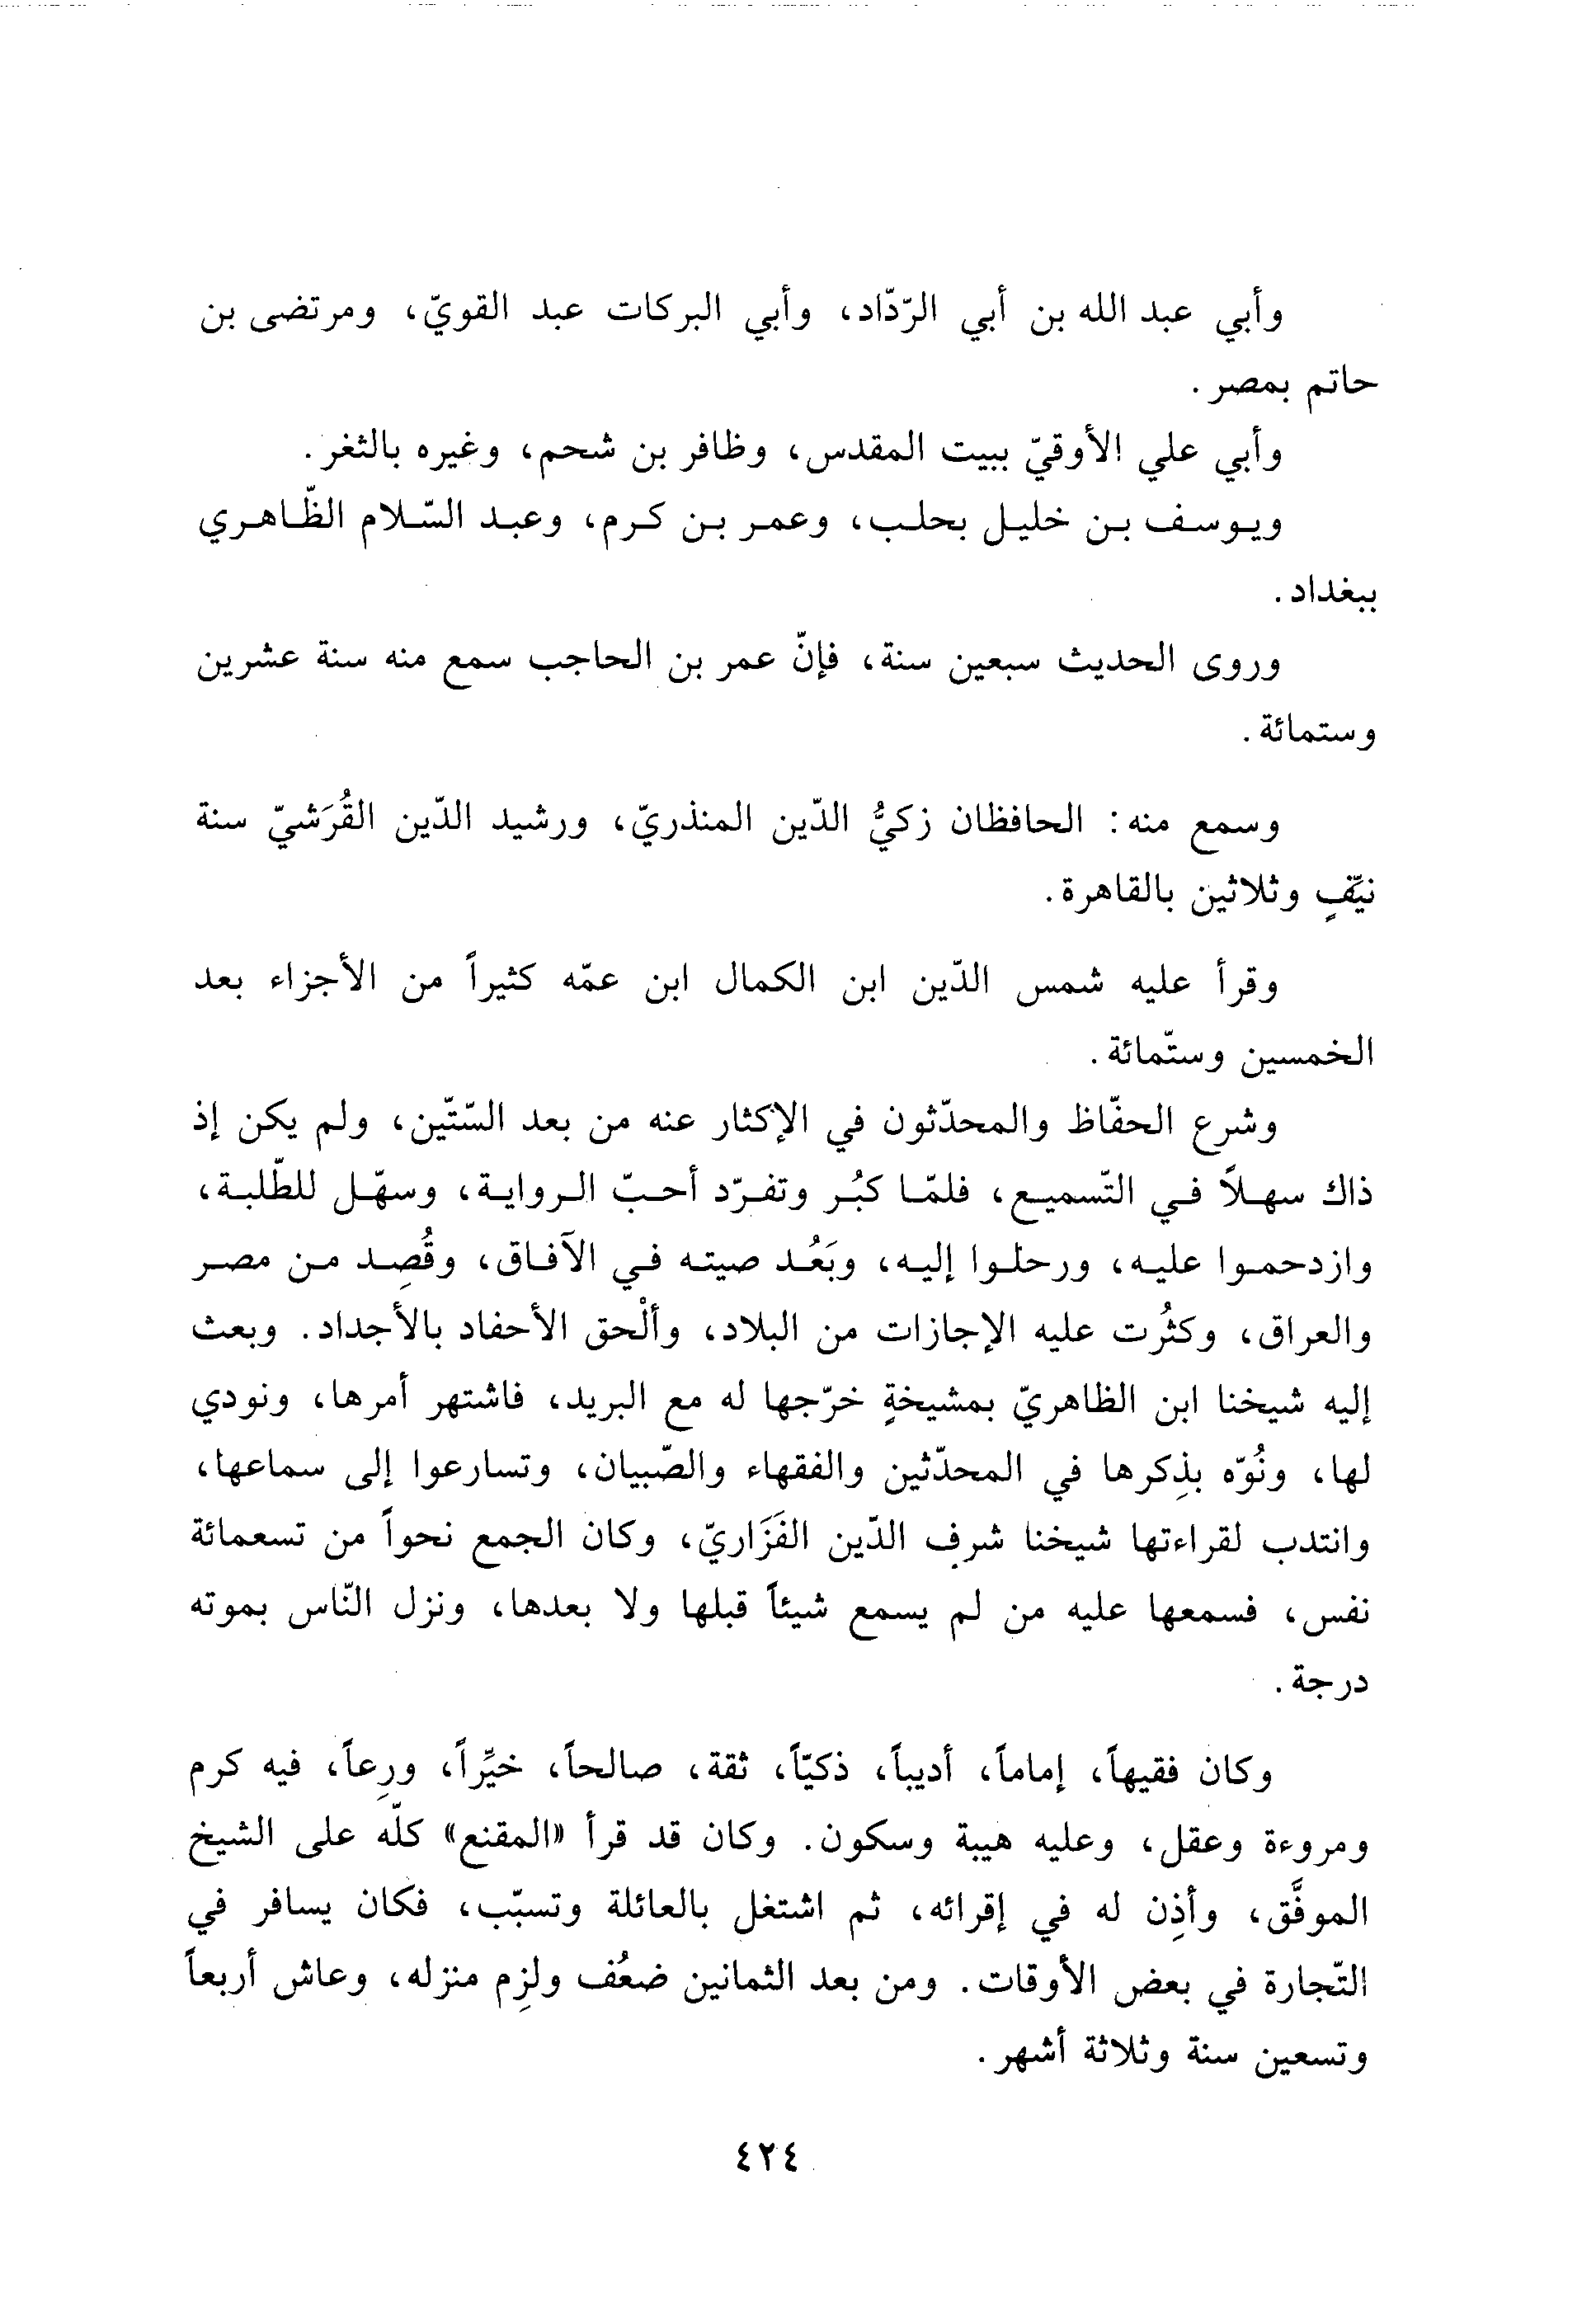 وأبي عبد الله بن أبي الرّدّاد، وأبي البركات عبد القويّ، ومرتضى بن
حاتم بمصر.
وأبي علي الأوقيّ ببيت المقدس، وظافر بن شحم، وغيره بالثغر.
ويوسف بن خليل بحلب، وعمر بن كرم، وعبد السّلام الظّاهري
ببغداد.
وروى الحديث سبعين سنة، فإنّ عمر بن الحاجب سمع منه سنة عشرين
وستمائة.
وسمع منه: الحافظان زكيُّ الدّين المنذريّ، ورشيد الدّين القُرَشيّ سنة
نيّفٍ وثلاثين بالقاهرة.
وقرأ عليه شمس الدّين ابن الكمال ابن عمّه كثيراً من الأجزاء بعد
الخمسين وستّمائة.
وشرع الحفّاظ والمحدّثون في الإكثار عنه من بعد السّتّين، ولم يكن إذ
ذاك سهلاً في التّسميع، فلمّا كبُر وتفرّد أحبّ الرواية، وسهّل للطّلبة،
وازدحموا عليه، ورحلوا إليه، وبَعُد صيته في الآفاق، وقُصِد من مصر
والعراق، وكثُرت عليه الإجازات من البلاد، وألْحق الأحفاد بالأجداد. وبعث
إليه شيخنا ابن الظاهريّ بمشيخةٍ خرّجها له مع البريد، فاشتهر أمرها، ونودي
لها، ونُوّه بذِكرها في المحدّثين والفقهاء والصّبيان، وتسارعوا إلى سماعها،
وانتدب لقراءتها شيخنا شرف الدّين الفَزَاريّ، وكان الجمع نحواً من تسعمائة
نفس، فسمعها عليه من لم يسمع شيئاً قبلها ولا بعدها، ونزل النّاس بموته
درجة.
وكان فقيهاً، إماماً، أديباً، ذكيّاً، ثقة، صالحاً، خيِّراً، ورِعاً، فيه كرم
ومروءة وعقل، وعليه هيبة وسكون. وكان قد قرأ «المقنع» كلّه على الشيخ
الموفَّق، وأذِن له في إقرائه، ثم اشتغل بالعائلة وتسبّب، فكان يسافر في
التّجارة في بعض الأوقات. ومن بعد الثمانين ضعُف ولزِم منزله، وعاش أربعاً
وتسعين سنة وثلاثة أشهر.
٤٢٤